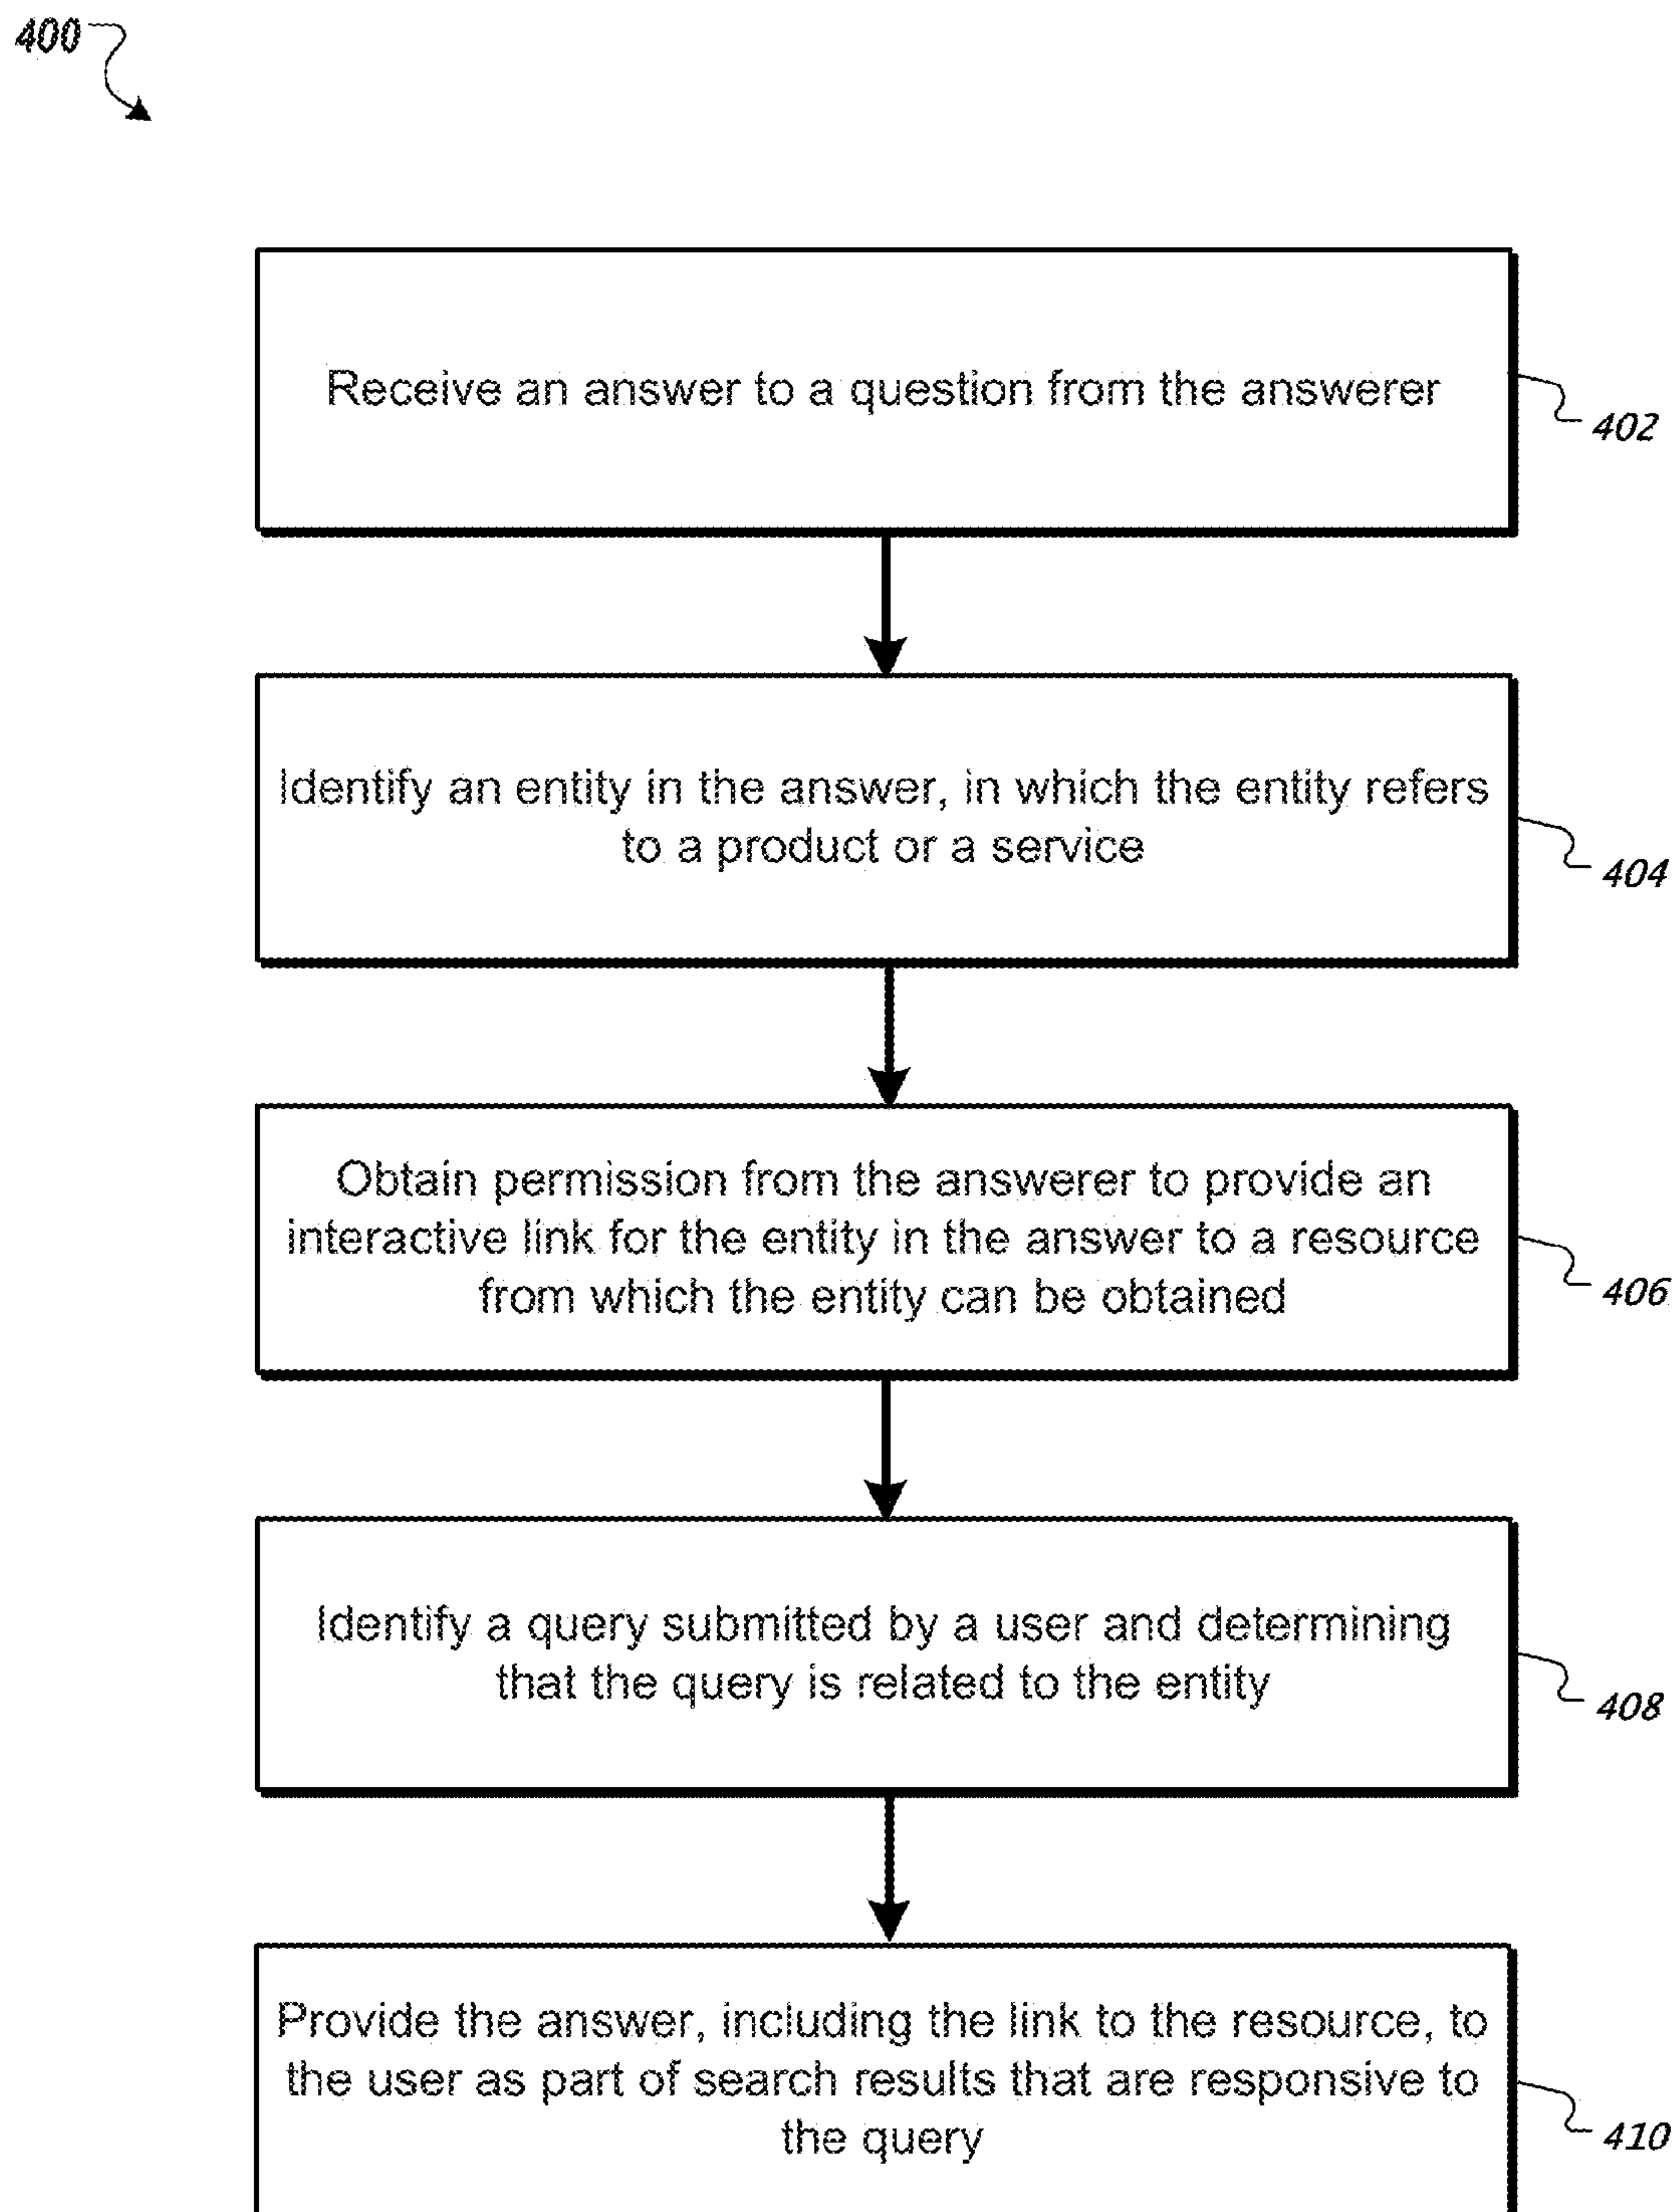 400
Receive an answer to a question from the answerer
402
Identify an entity in the answer, in which the entity refers
to a product or a service
404
Obtain permission from the answerer to provide an
interactive link for the entity in the answer to a resource
from which the entity can be obtained
406
Identify a query submitted by a user and determining
that the query is related to the entity
408
Provide the answer, including the link to the resource, to
the user as part of search results that are responsive to
the query
410